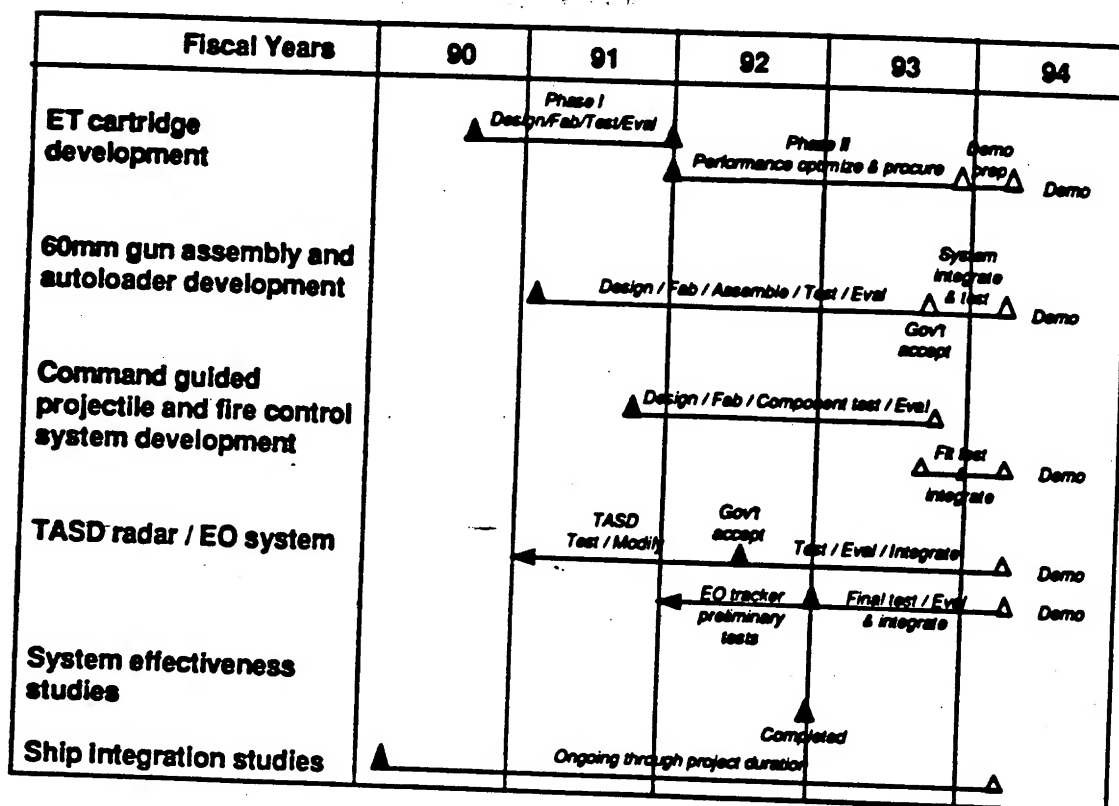 Fiscal Years 90 91 92 93 94
ET cartridge
development
Phase I
Design/Fab/Test/Eval
Phase II
Performance optimize & procure
Demo
prep
Demo
60mm gun assembly and
autoloader development
Design / Fab / Assemble / Test / Eval
System
integrate
& test
Gov't
accept
Demo
Command guided
projectile and fire control
system development
Design / Fab / Component test / Eval
Flt test
&
integrate
Demo
TASD radar / EO system
TASD
Test / Modify
Gov't
accept
Test / Eval / Integrate
Demo
EO tracker
preliminary
tests
Final test / Eval
& integrate
Demo
System effectiveness
studies
Completed
Ship integration studies
Ongoing through project duration